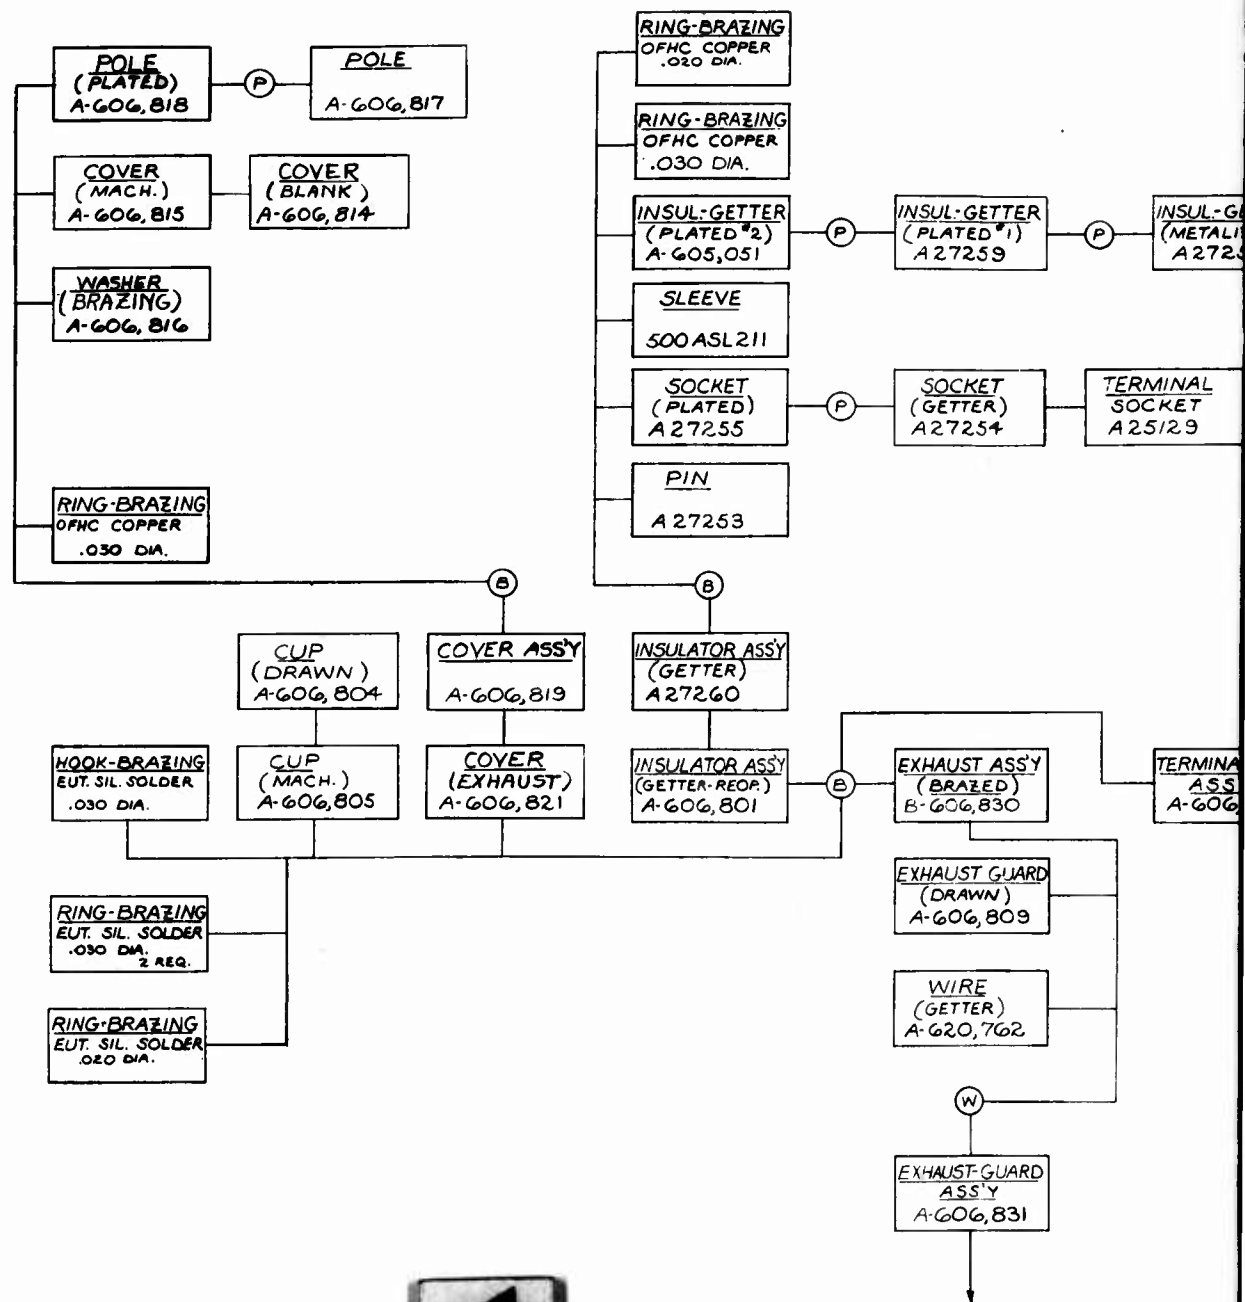 POLE
(PLATED)
A-606,818
P
POLE
A-606,817
COVER
(MACH.)
A-606,815
COVER
(BLANK)
A-606,814
WASHER
(BRAZING)
A-606,816
RING-BRAZING
OFHC COPPER
.030 DIA.
B
RING-BRAZING
OFHC COPPER
.020 DIA.
RING-BRAZING
OFHC COPPER
.030 DIA.
INSUL-GETTER
(PLATED #2)
A-605,051
P
INSUL-GETTER
(PLATED #1)
A27259
P
SLEEVE
500ASL211
SOCKET
(PLATED)
A27255
P
SOCKET
(GETTER)
A27254
TERMINAL
SOCKET
A25129
PIN
A27253
B
CUP
(DRAWN)
A-606,804
COVER ASS'Y
A-606,819
INSULATOR ASS'Y
(GETTER)
A27260
HOOK-BRAZING
EUT. SIL. SOLDER
.030 DIA.
CUP
(MACH.)
A-606,805
COVER
(EXHAUST)
A-606,821
INSULATOR ASS'Y
(GETTER-REOP.)
A-606,801
B
EXHAUST ASS'Y
(BRAZED)
B-606,830
RING-BRAZING
EUT. SIL. SOLDER
.030 DIA.
2 REQ.
RING-BRAZING
EUT. SIL. SOLDER
.020 DIA.
EXHAUST GUARD
(DRAWN)
A-606,809
WIRE
(GETTER)
A-620,762
W
EXHAUST-GUARD
ASS'Y
A-606,831